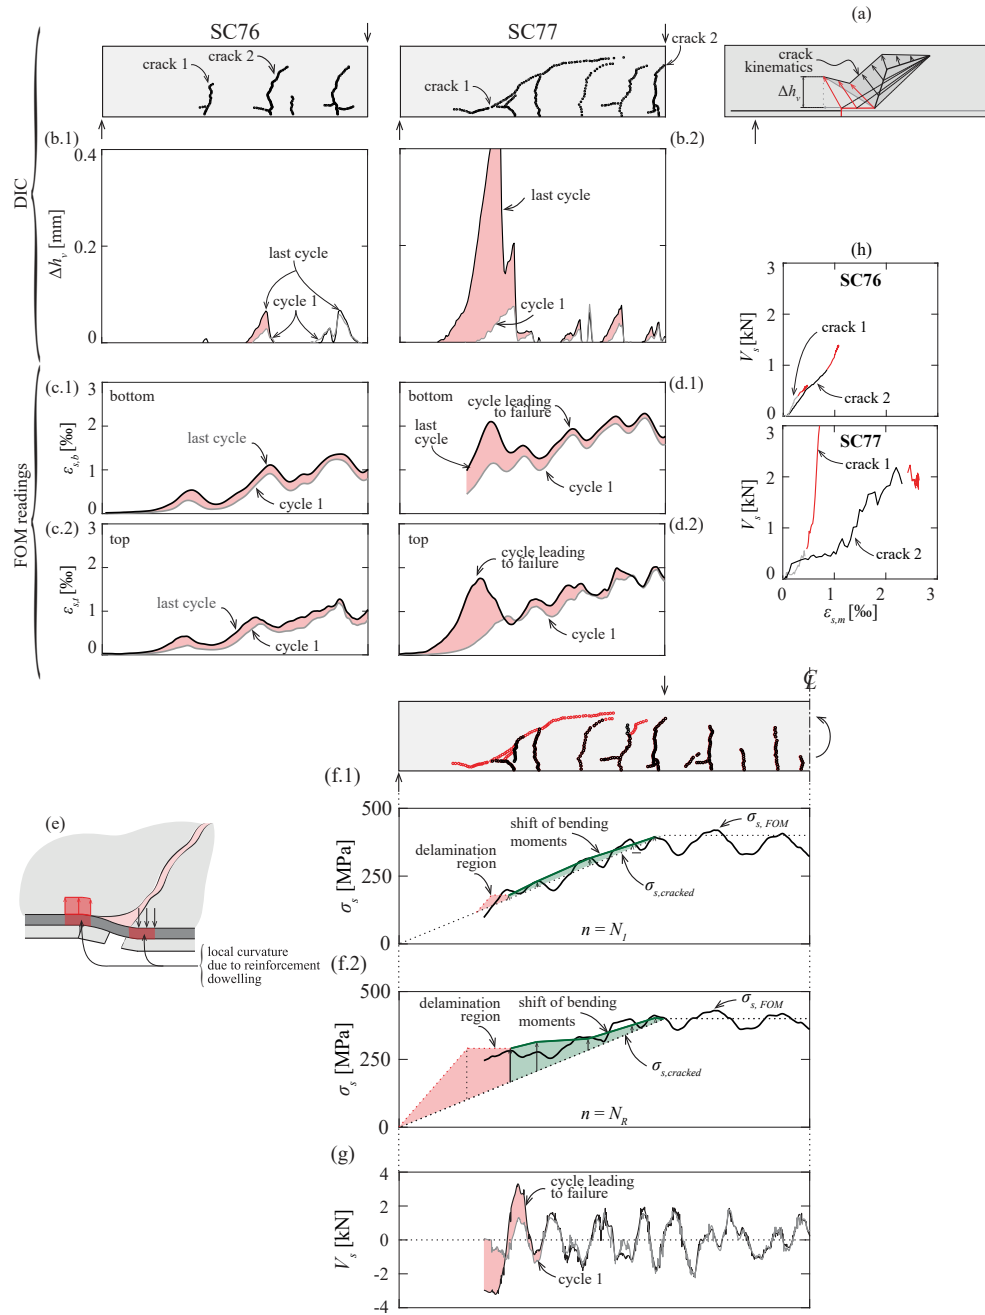 SC76
SC77
(a)
crack 1
crack 2
crack 1
crack 2
crack
kinematics
Δh_v
DIC
(b.1)
(b.2)
Δh_v [mm]
0.4
0.2
0
last cycle
cycle 1
last cycle
cycle 1
FOM readings
(c.1)
bottom
ε_s,b [‰]
3
2
1
0
last cycle
cycle 1
(d.1)
bottom
cycle leading
to failure
last
cycle
cycle 1
(c.2)
top
ε_s,t [‰]
3
2
1
0
last cycle
cycle 1
(d.2)
top
cycle leading
to failure
cycle 1
(h)
SC76
V_s [kN]
3
2
1
0
crack 1
crack 2
SC77
V_s [kN]
3
2
1
0
crack 1
crack 2
0 1 2 3
ε_s,m [‰]
℄
(e)
local curvature
due to reinforcement
dowelling
(f.1)
σ_s [MPa]
500
250
0
delamination
region
shift of bending
moments
σ_s, FOM
σ_s,cracked
n = N_1
(f.2)
σ_s [MPa]
500
250
0
delamination
region
shift of bending
moments
σ_s, FOM
σ_s,cracked
n = N_R
(g)
V_s [kN]
4
2
0
-2
-4
cycle leading
to failure
cycle 1